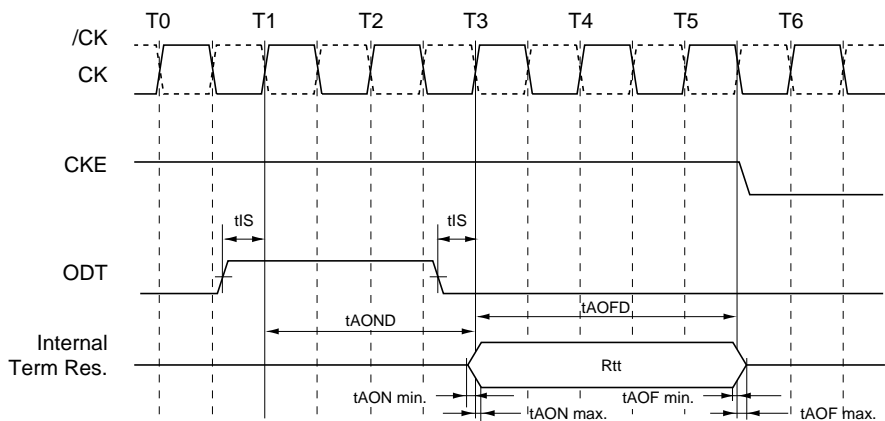 T0 T1 T2 T3 T4 T5 T6
/CK
CK
CKE
tIS tIS
ODT
tAOND tAOFD
Internal
Term Res.
Rtt
tAON min. tAOF min.
tAON max. tAOF max.